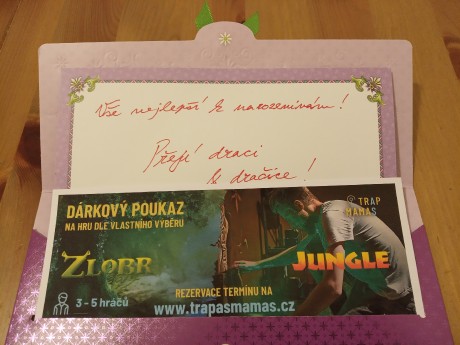 Vše nejlepší k narozeninám!
Přejí draci
& dračice!
DÁRKOVÝ POUKAZ
NA HRU DLE VLASTNÍHO VÝBĚRU
@ TRAP
MAMAS
ZLOBR
JUNGLE
3 - 5 hráčů
REZERVACE TERMÍNU NA
www.trapasmamas.cz